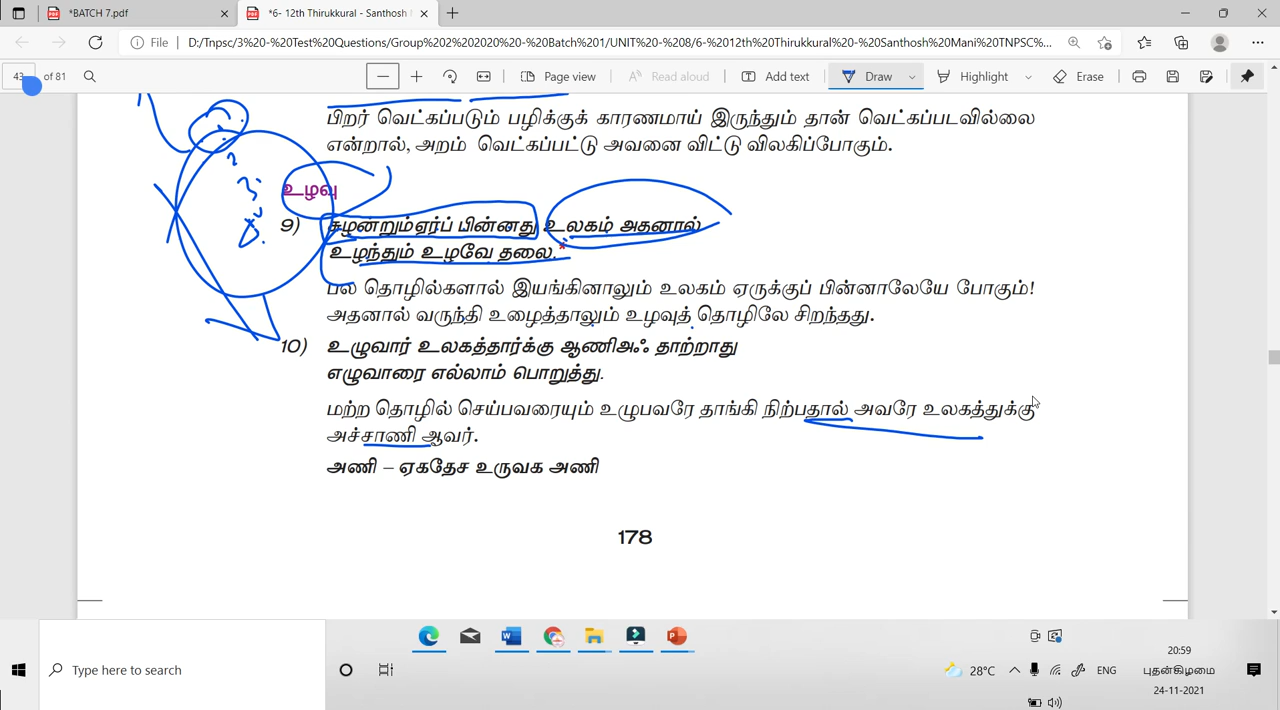 *BATCH 7.pdf
*6- 12th Thirukkural - Santhosh
File D:/Tnpsc/3%20-%20Test%20Questions/Group%202%202020%20-%20Batch%201/UNIT%20-%208/6-%2012th%20Thirukkural%20-%20Santhosh%20Mani%20TNPSC%...
43 of 81 Page view Read aloud Add text Draw Highlight Erase
பிறர் வெட்கப்படும் பழிக்குக் காரணமாய் இருந்தும் தான் வெட்கப்படவில்லை
என்றால், அறம் வெட்கப்பட்டு அவனை விட்டு விலகிப்போகும்.
உழவு
9) சுழன்றும்ஏர்ப் பின்னது உலகம் அதனால்
உழந்தும் உழவே தலை.*
பல தொழில்களால் இயங்கினாலும் உலகம் ஏருக்குப் பின்னாலேயே போகும்!
அதனால் வருந்தி உழைத்தாலும் உழவுத் தொழிலே சிறந்தது.
10) உழுவார் உலகத்தார்க்கு ஆணிஅஃ தாற்றாது
எழுவாரை எல்லாம் பொறுத்து.
மற்ற தொழில் செய்பவரையும் உழுபவரே தாங்கி நிற்பதால் அவரே உலகத்துக்கு
அச்சாணி ஆவர்.
அணி – ஏகதேச உருவக அணி
178
Type here to search
28°C ENG
20:59
புதன்கிழமை
24-11-2021